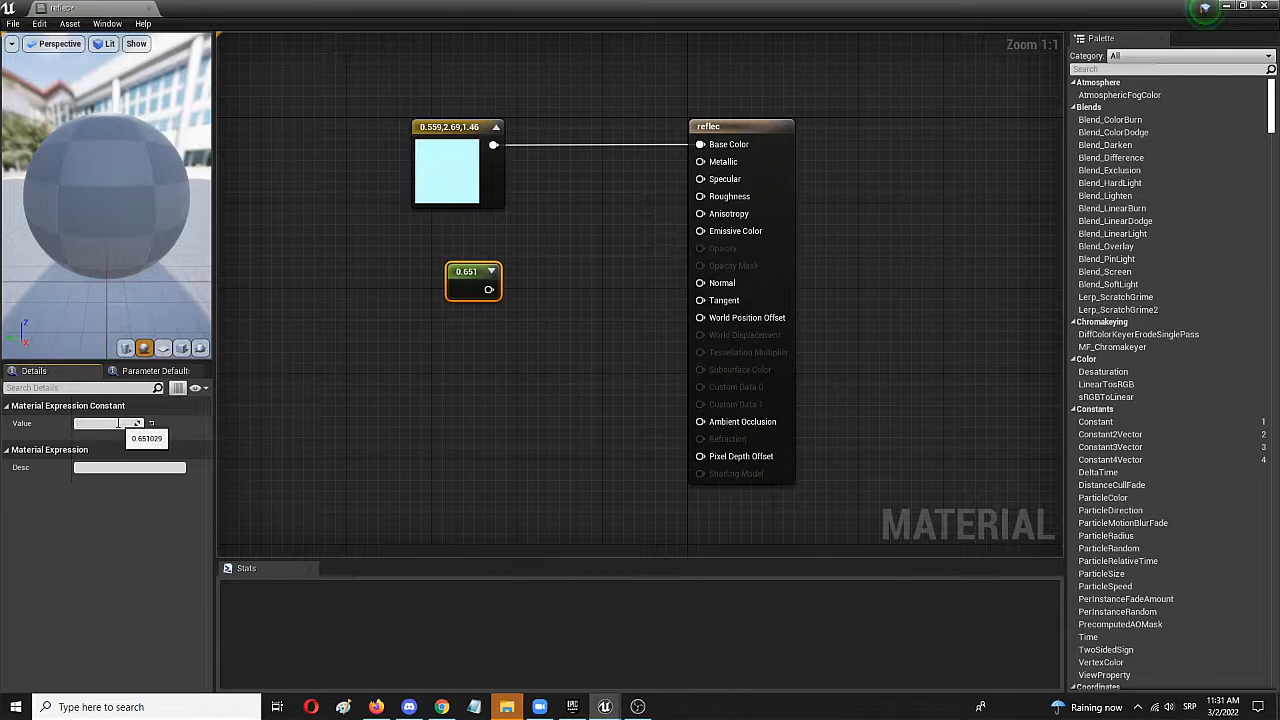 reflec*
File Edit Asset Window Help
Perspective Lit Show
Zoom 1:1
Palette
Category: All
Search
0.559,2.69,1.46
0.651
reflec
Base Color
Metallic
Specular
Roughness
Anisotropy
Emissive Color
Opacity
Opacity Mask
Normal
Tangent
World Position Offset
World Displacement
Tessellation Multiplier
Subsurface Color
Custom Data 0
Custom Data 1
Ambient Occlusion
Refraction
Pixel Depth Offset
Shading Model
MATERIAL
Atmosphere
AtmosphericFogColor
Blends
Blend_ColorBurn
Blend_ColorDodge
Blend_Darken
Blend_Difference
Blend_Exclusion
Blend_HardLight
Blend_Lighten
Blend_LinearBurn
Blend_LinearDodge
Blend_LinearLight
Blend_Overlay
Blend_PinLight
Blend_Screen
Blend_SoftLight
Lerp_ScratchGrime
Lerp_ScratchGrime2
Chromakeying
DiffColorKeyerErodeSinglePass
MF_Chromakeyer
Color
Desaturation
LinearTosRGB
sRGBToLinear
Constants
Constant 1
Constant2Vector 2
Constant3Vector 3
Constant4Vector 4
DeltaTime
DistanceCullFade
ParticleColor
ParticleDirection
ParticleMotionBlurFade
ParticleRadius
ParticleRandom
ParticleRelativeTime
ParticleSize
ParticleSpeed
PerInstanceFadeAmount
PerInstanceRandom
PrecomputedAOMask
Time
TwoSidedSign
VertexColor
ViewProperty
Coordinates
Z
X
Details Parameter Default
Search Details
Material Expression Constant
Value
0.651029
Material Expression
Desc
Stats
Type here to search
Raining now
SRP
11:31 AM
3/2/2022